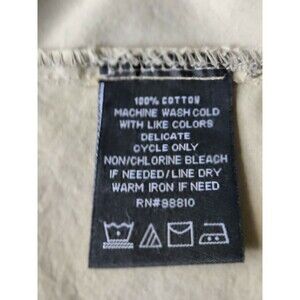 100% COTTON
MACHINE WASH COLD
WITH LIKE COLORS
DELICATE
CYCLE ONLY
NON/CHLORINE BLEACH
IF NEEDED/LINE DRY
WARM IRON IF NEED
RN#98810